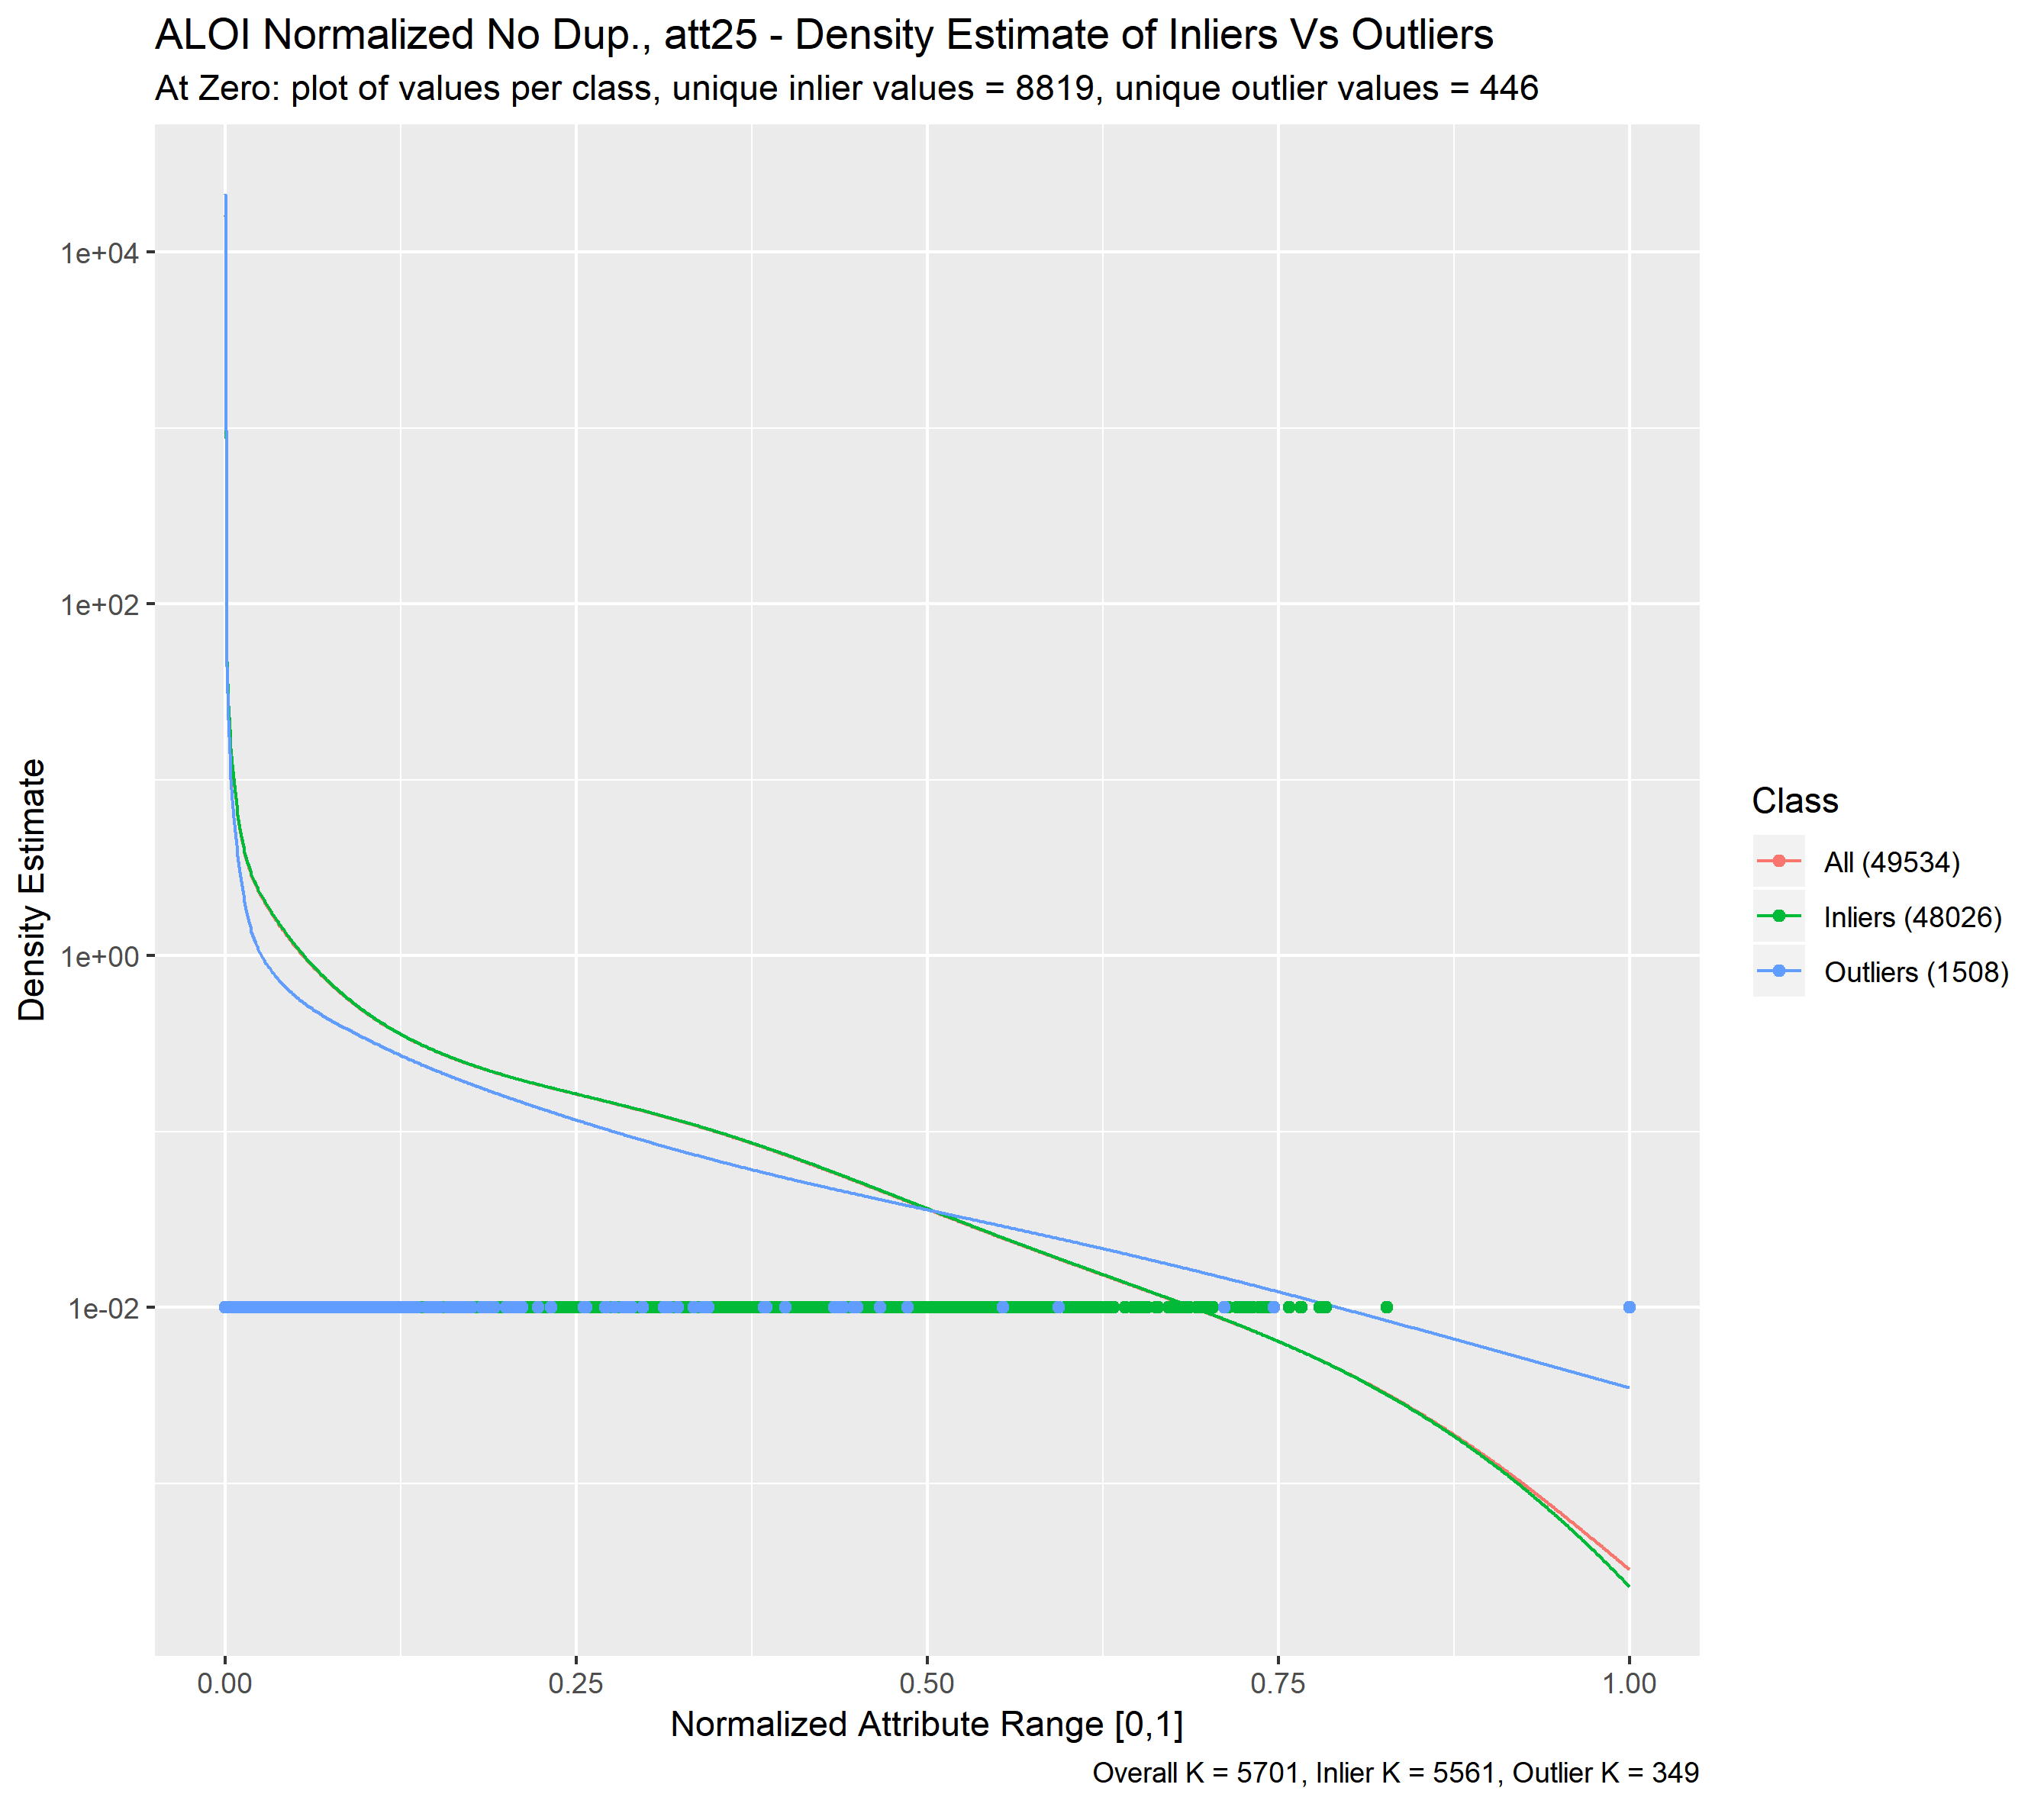 ALOI Normalized No Dup., att25 - Density Estimate of Inliers Vs Outliers
At Zero: plot of values per class, unique inlier values = 8819, unique outlier values = 446
1e+04
1e+02
1e+00
1e-02
Density Estimate
0.00
0.25
0.50
0.75
1.00
Normalized Attribute Range [0,1]
Overall K = 5701, Inlier K = 5561, Outlier K = 349
Class
All (49534)
Inliers (48026)
Outliers (1508)